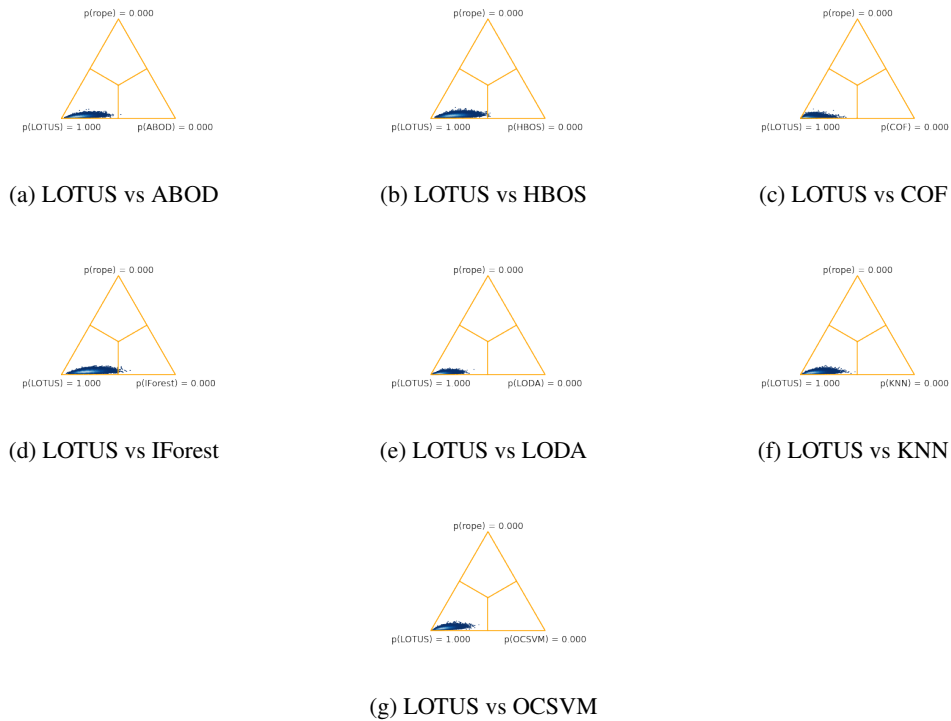 p(rope) = 0.000
p(LOTUS) = 1 000 p(ABOD) = 0.000
(a) LOTUS vs ABOD
p(rope) = 0.000
p(LOTUS) = 1 000 p(HBOS) = 0.000
(b) LOTUS vs HBOS
p(rope) = 0.000
p(LOTUS) = 1 000 p(COF) = 0.000
(c) LOTUS vs COF
p(rope) = 0.000
p(LOTUS) = 1 000 p(IForest) = 0.000
(d) LOTUS vs IForest
p(rope) = 0.000
p(LOTUS) = 1 000 p(LODA) = 0.000
(e) LOTUS vs LODA
p(rope) = 0.000
p(LOTUS) = 1 000 p(KNN) = 0.000
(f) LOTUS vs KNN
p(rope) = 0.000
p(LOTUS) = 1 000 p(OCSVM) = 0.000
(g) LOTUS vs OCSVM